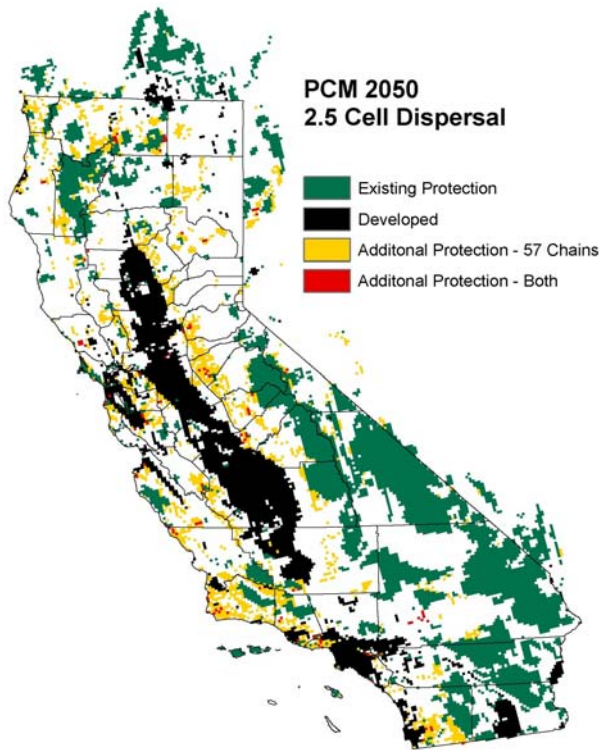 PCM 2050
2.5 Cell Dispersal
Existing Protection
Developed
Additonal Protection - 57 Chains
Additonal Protection - Both